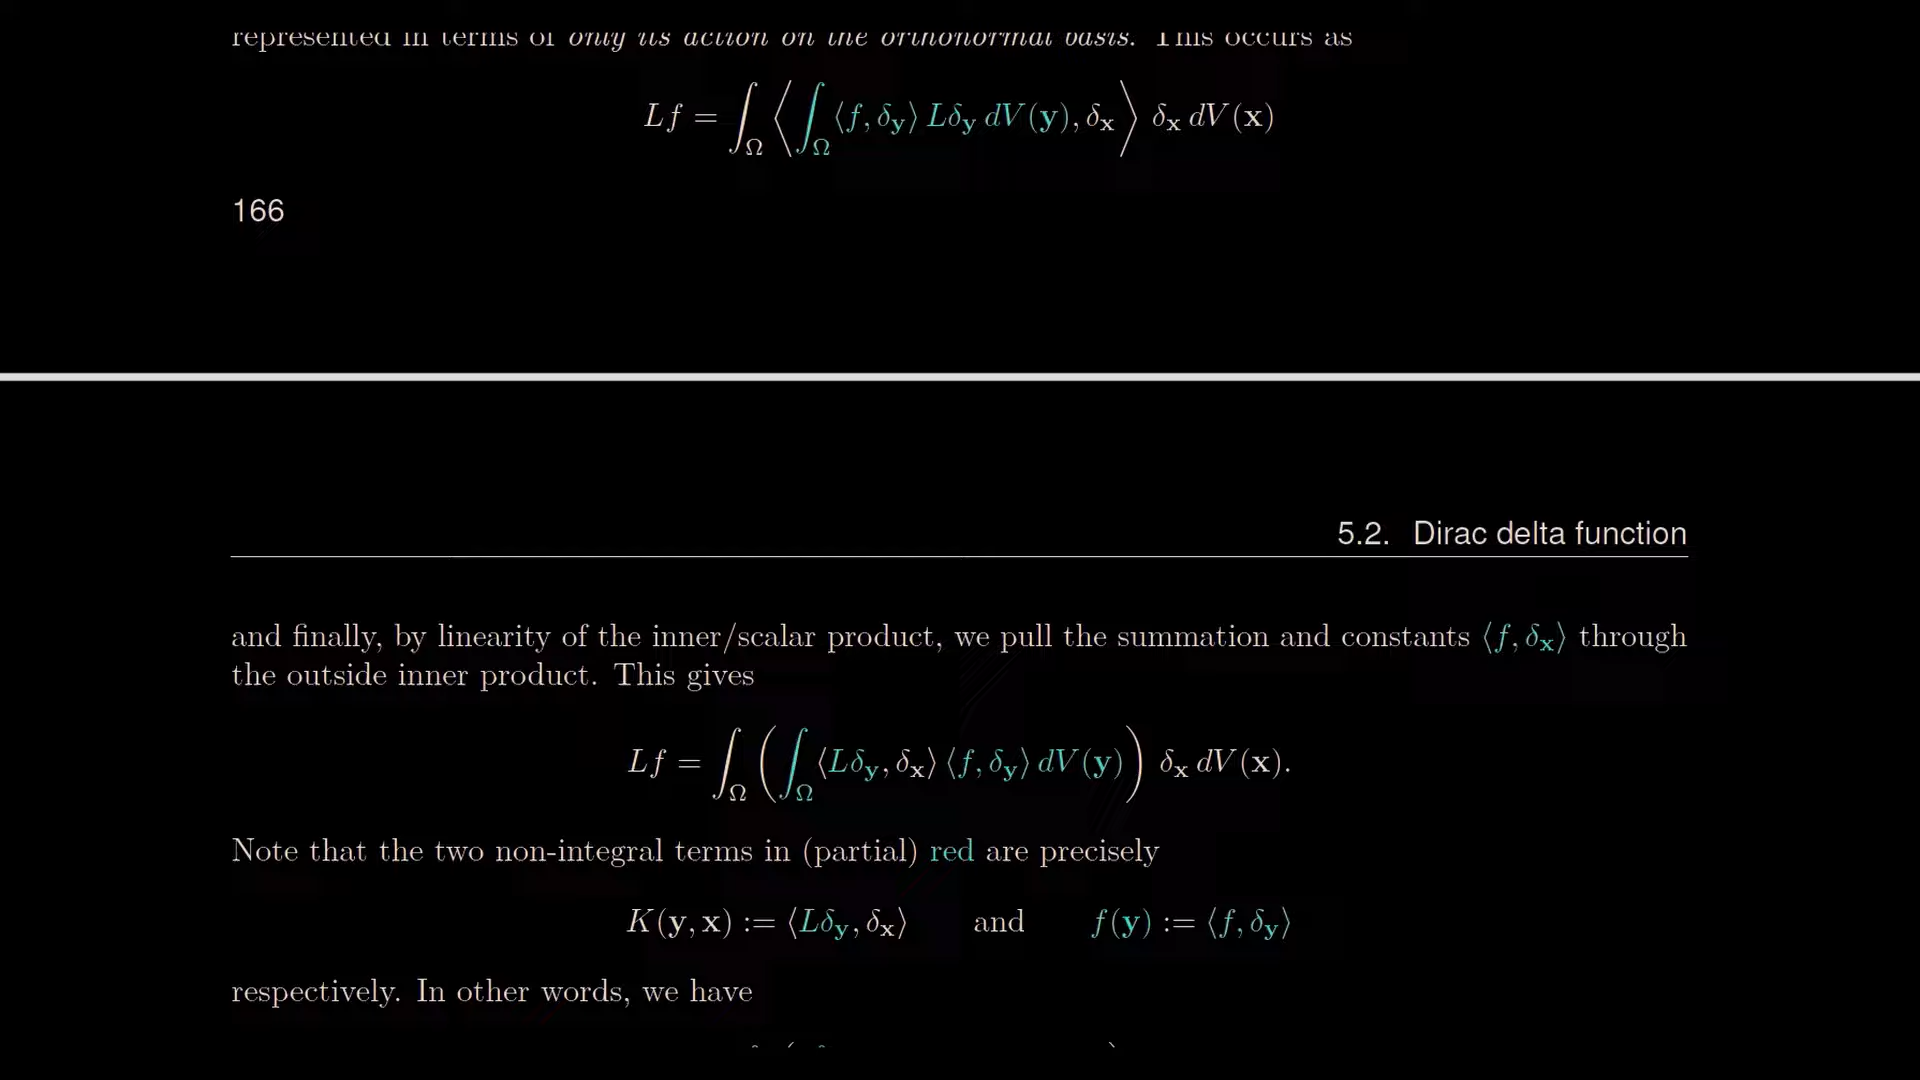 represented in terms of only its action on the orthonormal basis. This occurs as
Lf = ∫_Ω ⟨ ∫_Ω ⟨f, δ_𝐲⟩ Lδ_𝐲 dV(𝐲), δ_𝐱 ⟩ δ_𝐱 dV(𝐱)
166
5.2. Dirac delta function
and finally, by linearity of the inner/scalar product, we pull the summation and constants ⟨f, δ_𝐱⟩ through
the outside inner product. This gives
Lf = ∫_Ω ( ∫_Ω ⟨Lδ_𝐲, δ_𝐱⟩ ⟨f, δ_𝐲⟩ dV(𝐲) ) δ_𝐱 dV(𝐱).
Note that the two non-integral terms in (partial) red are precisely
K(𝐲, 𝐱) := ⟨Lδ_𝐲, δ_𝐱⟩ and f(𝐲) := ⟨f, δ_𝐲⟩
respectively. In other words, we have